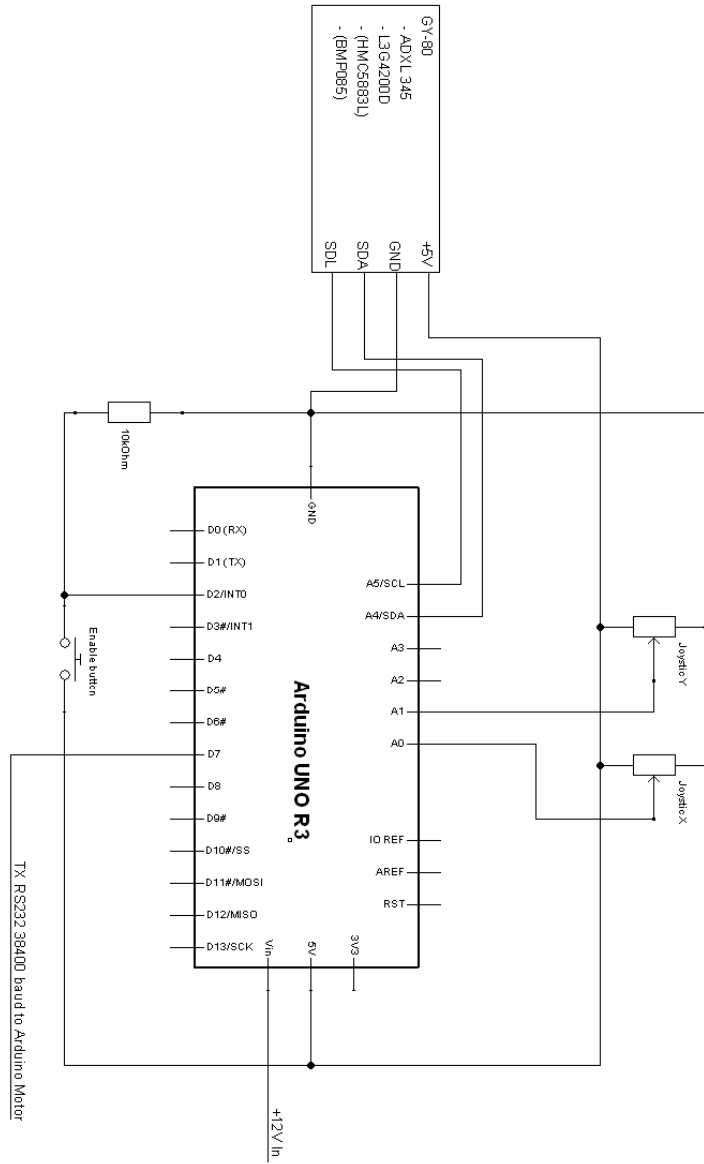 GY-80
- ADXL 345
- L3G4200D
- (HMC5883L)
- (BMP085)
+5V
GND
SDA
SDL
10kOhm
GND
D0 (RX)
D1 (TX)
D2/INT0
D3#/INT1
D4
D5#
D6#
D7
D8
D9#
D10#/SS
D11#/MOSI
D12/MISO
D13/SCK
A5/SCL
A4/SDA
A3
A2
A1
A0
IO REF
AREF
RST
Vin
5V
3V3
Arduino UNO R3
Enable button
Joystic Y
Joystic X
TX RS232 38400 baud to Arduino Motor
+12V In